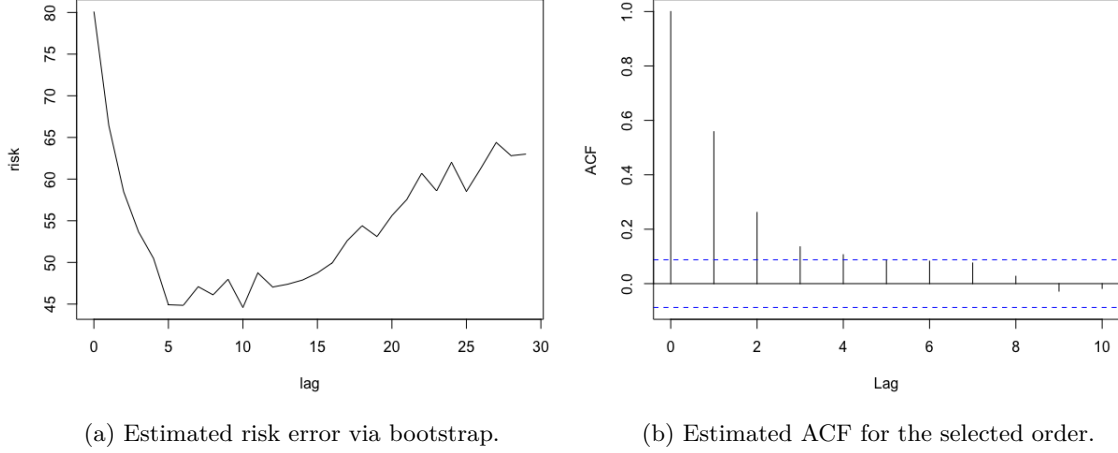 80
75
70
65
60
55
50
45
risk
0 5 10 15 20 25 30
lag
(a) Estimated risk error via bootstrap.
1.0
0.8
0.6
0.4
0.2
0.0
ACF
0 2 4 6 8 10
Lag
(b) Estimated ACF for the selected order.